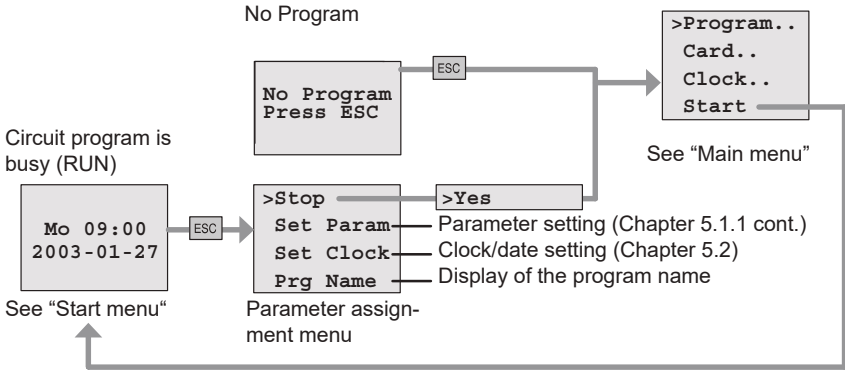 No Program
>Program..
Card..
Clock..
Start
ESC
No Program
Press ESC
See “Main menu”
Circuit program is
busy (RUN)
Mo 09:00
2003-01-27
ESC
>Stop
Set Param
Set Clock
Prg Name
>Yes
Parameter setting (Chapter 5.1.1 cont.)
Clock/date setting (Chapter 5.2)
Display of the program name
See “Start menu“
Parameter assign-
ment menu